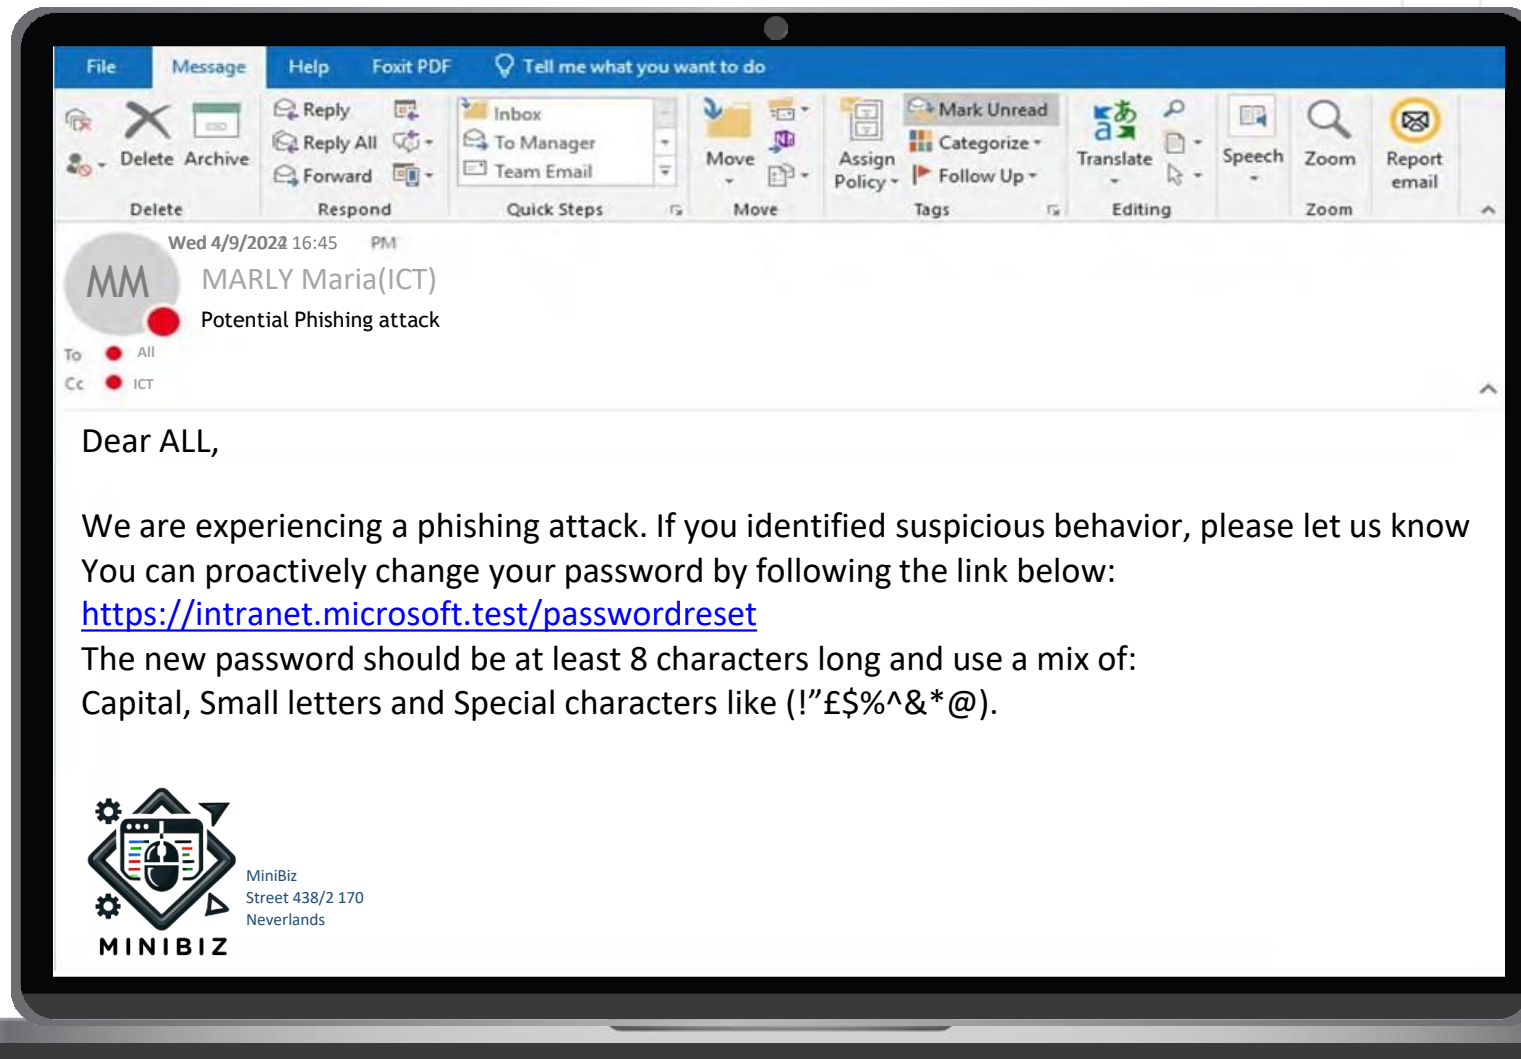 File Message Help Foxit PDF Tell me what you want to do
Delete Archive
Reply
Reply All
Forward
Inbox
To Manager
Team Email
Move
Assign Policy
Mark Unread
Categorize
Follow Up
Translate
Speech
Zoom
Report email
Delete Respond Quick Steps Move Tags Editing Zoom
Wed 4/9/2024 16:45 PM
MM
MARLY Maria(ICT)
Potential Phishing attack
To All
Cc ICT
Dear ALL,
We are experiencing a phishing attack. If you identified suspicious behavior, please let us know
You can proactively change your password by following the link below:
https://intranet.microsoft.test/passwordreset
The new password should be at least 8 characters long and use a mix of:
Capital, Small letters and Special characters like (!”£$%^&*@).
MiniBiz
Street 438/2 170
Neverlands
MINIBIZ